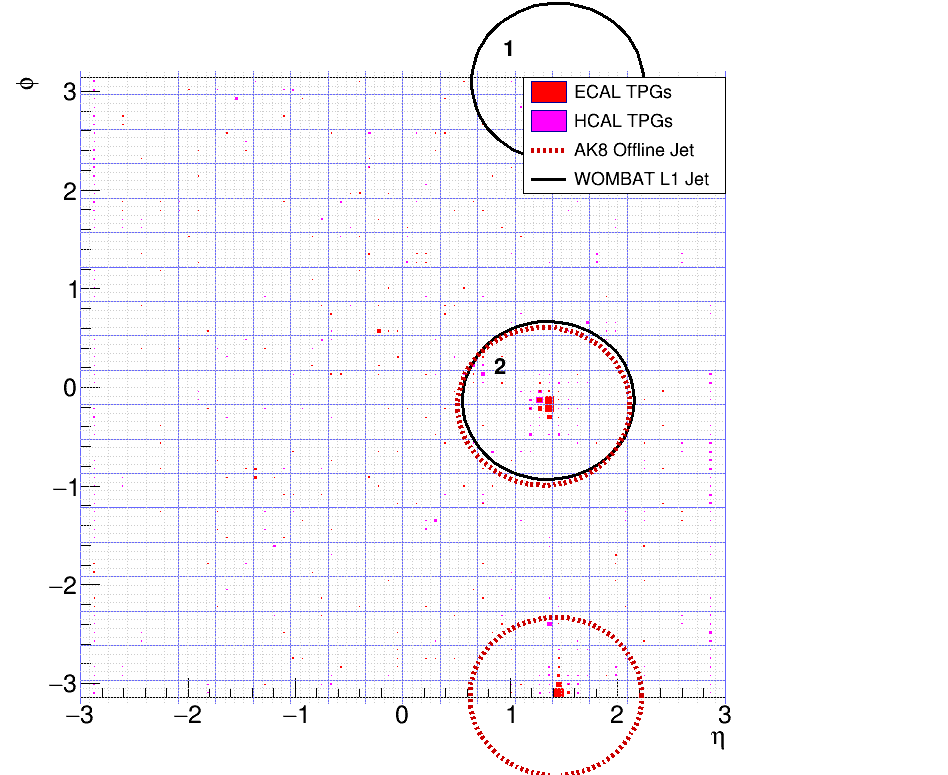 1
ϕ
3
ECAL TPGs
HCAL TPGs
AK8 Offline Jet
WOMBAT L1 Jet
2
1
2
0
−1
−2
−3
−3 −2 −1 0 1 2 3
η